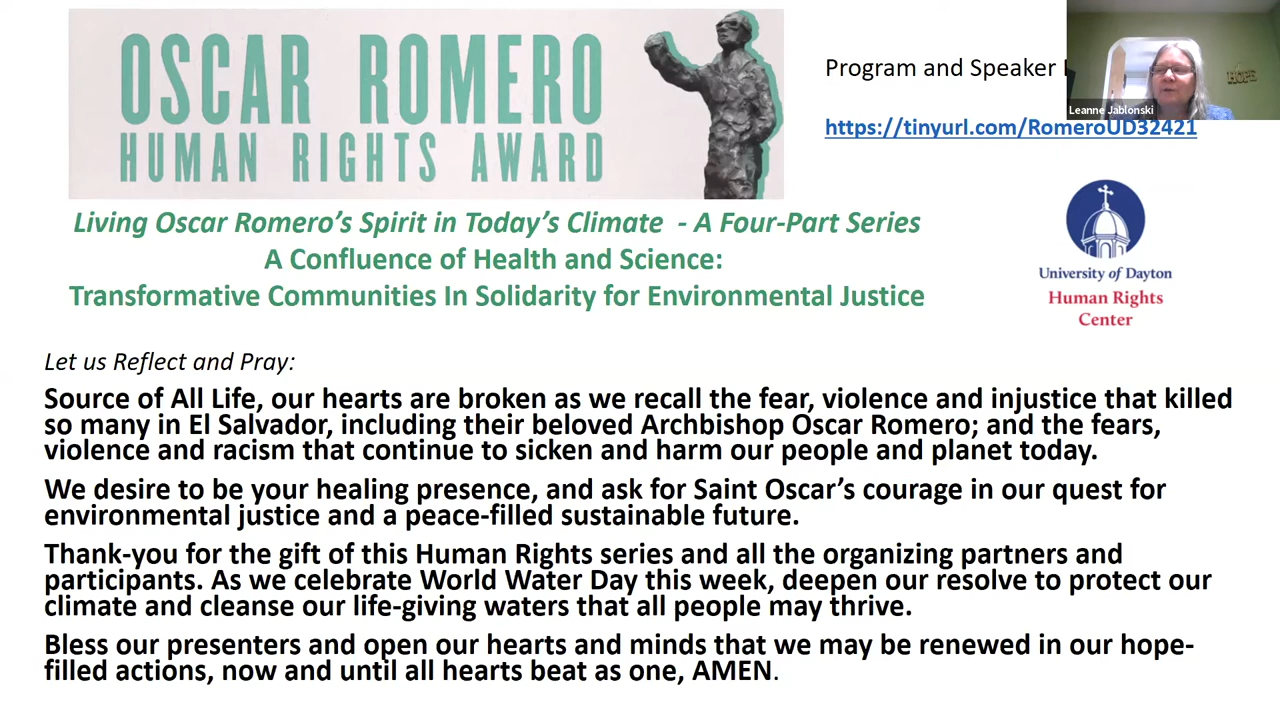 OSCAR ROMERO
HUMAN RIGHTS AWARD
Program and Speaker
https://tinyurl.com/RomeroUD32421
HOPE
Leanne Jablonski
Living Oscar Romero's Spirit in Today's Climate - A Four-Part Series
A Confluence of Health and Science:
Transformative Communities In Solidarity for Environmental Justice
University of Dayton
Human Rights
Center
Let us Reflect and Pray:
Source of All Life, our hearts are broken as we recall the fear, violence and injustice that killed
so many in El Salvador, including their beloved Archbishop Oscar Romero; and the fears,
violence and racism that continue to sicken and harm our people and planet today.
We desire to be your healing presence, and ask for Saint Oscar's courage in our quest for
environmental justice and a peace-filled sustainable future.
Thank-you for the gift of this Human Rights series and all the organizing partners and
participants. As we celebrate World Water Day this week, deepen our resolve to protect our
climate and cleanse our life-giving waters that all people may thrive.
Bless our presenters and open our hearts and minds that we may be renewed in our hope-
filled actions, now and until all hearts beat as one, AMEN.